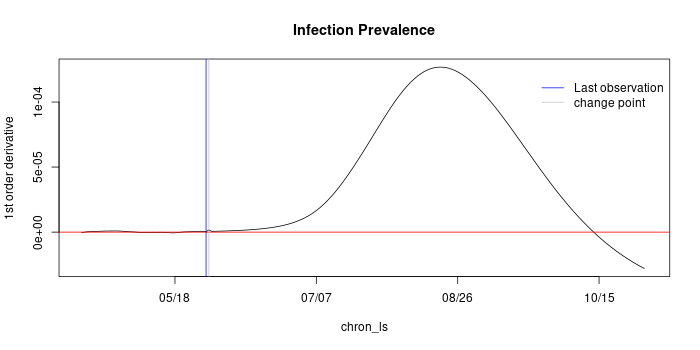 Infection Prevalence
1st order derivative
1e-04
5e-05
0e+00
Last observation
change point
05/18
07/07
08/26
10/15
chron_ls